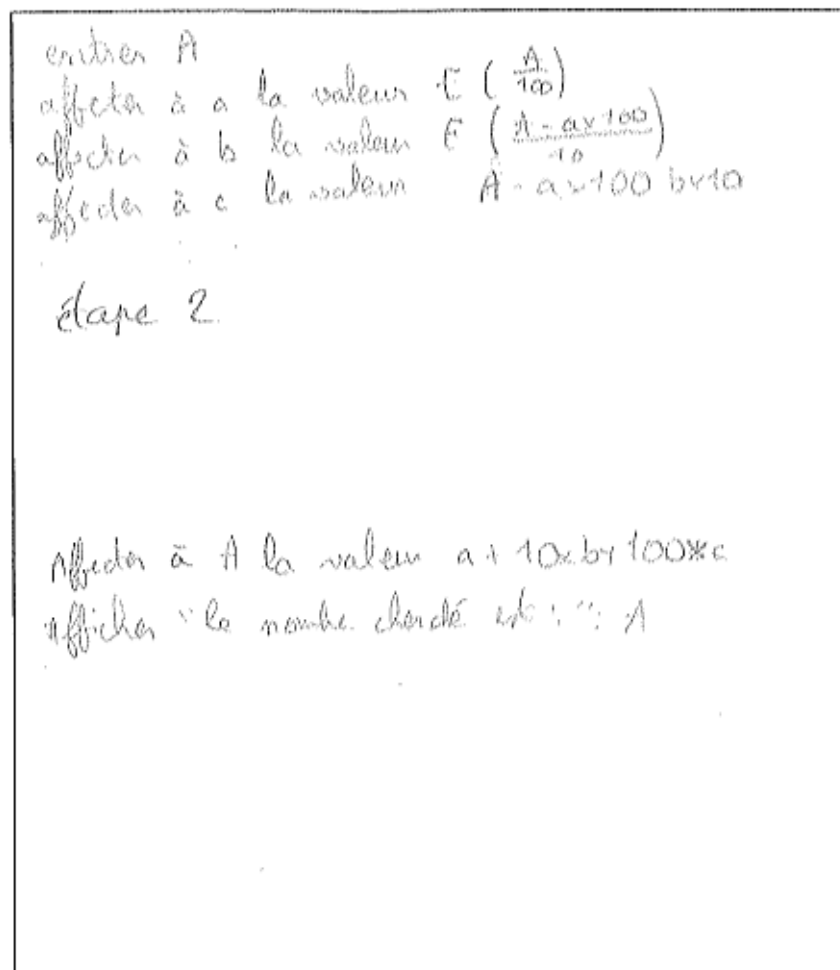 entrer A
affecter à a la valeur E ( A/100 )
affecter à b la valeur E ( A - a×100 / 10 )
affecter à c la valeur A - a×100 b×10
étape 2
Affecter à A la valeur a + 10×b+ 100*c
Afficher "le nombre cherché est : " : A